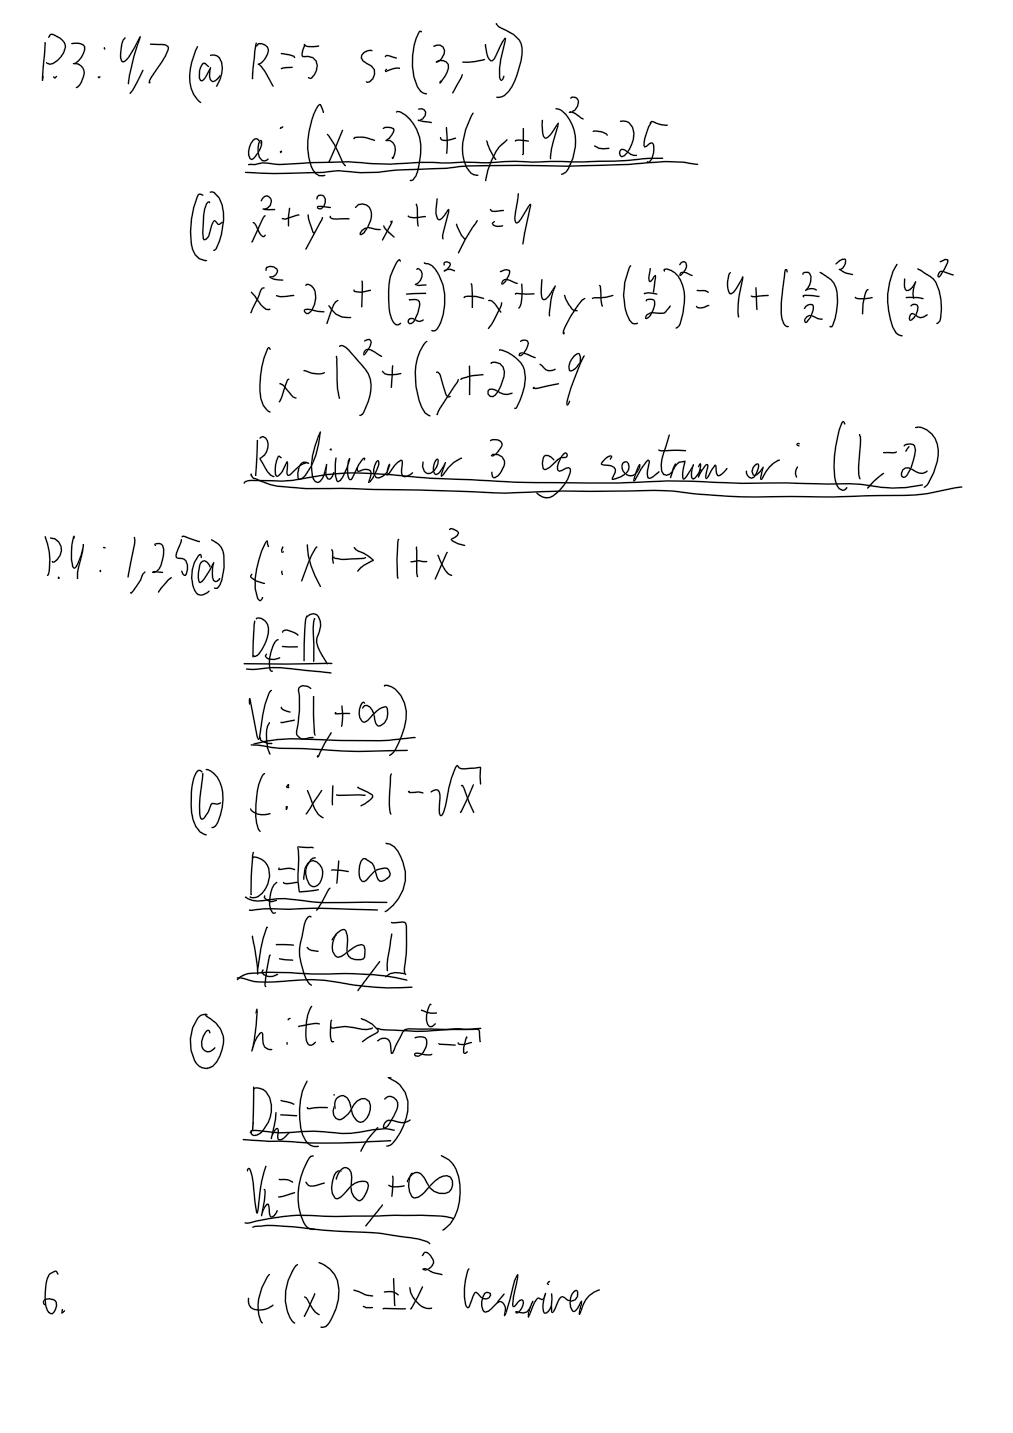 P.3: 4,7 (a) R=5 S=(3,-4)
a: (x-3)²+(y+4)²=25
(b) x²+y²-2x+4y=4
x²-2x+(2/2)²+y²+4y+(4/2)²=4+(2/2)²+(4/2)²
(x-1)²+(y+2)²=9
Radiusen er 3 og sentrum er i (1,-2)
P.4: 1,2,5(a) f: x↦1+x²
D_f=ℝ
V_f=[1,+∞)
(b) f: x↦1-√x
D_f=[0,+∞)
V_f=(-∞,1]
(c) h: t↦t/√(2-t)
D_h=(-∞,2)
V_h=(-∞,+∞)
6. f(x)=±x² beskriver